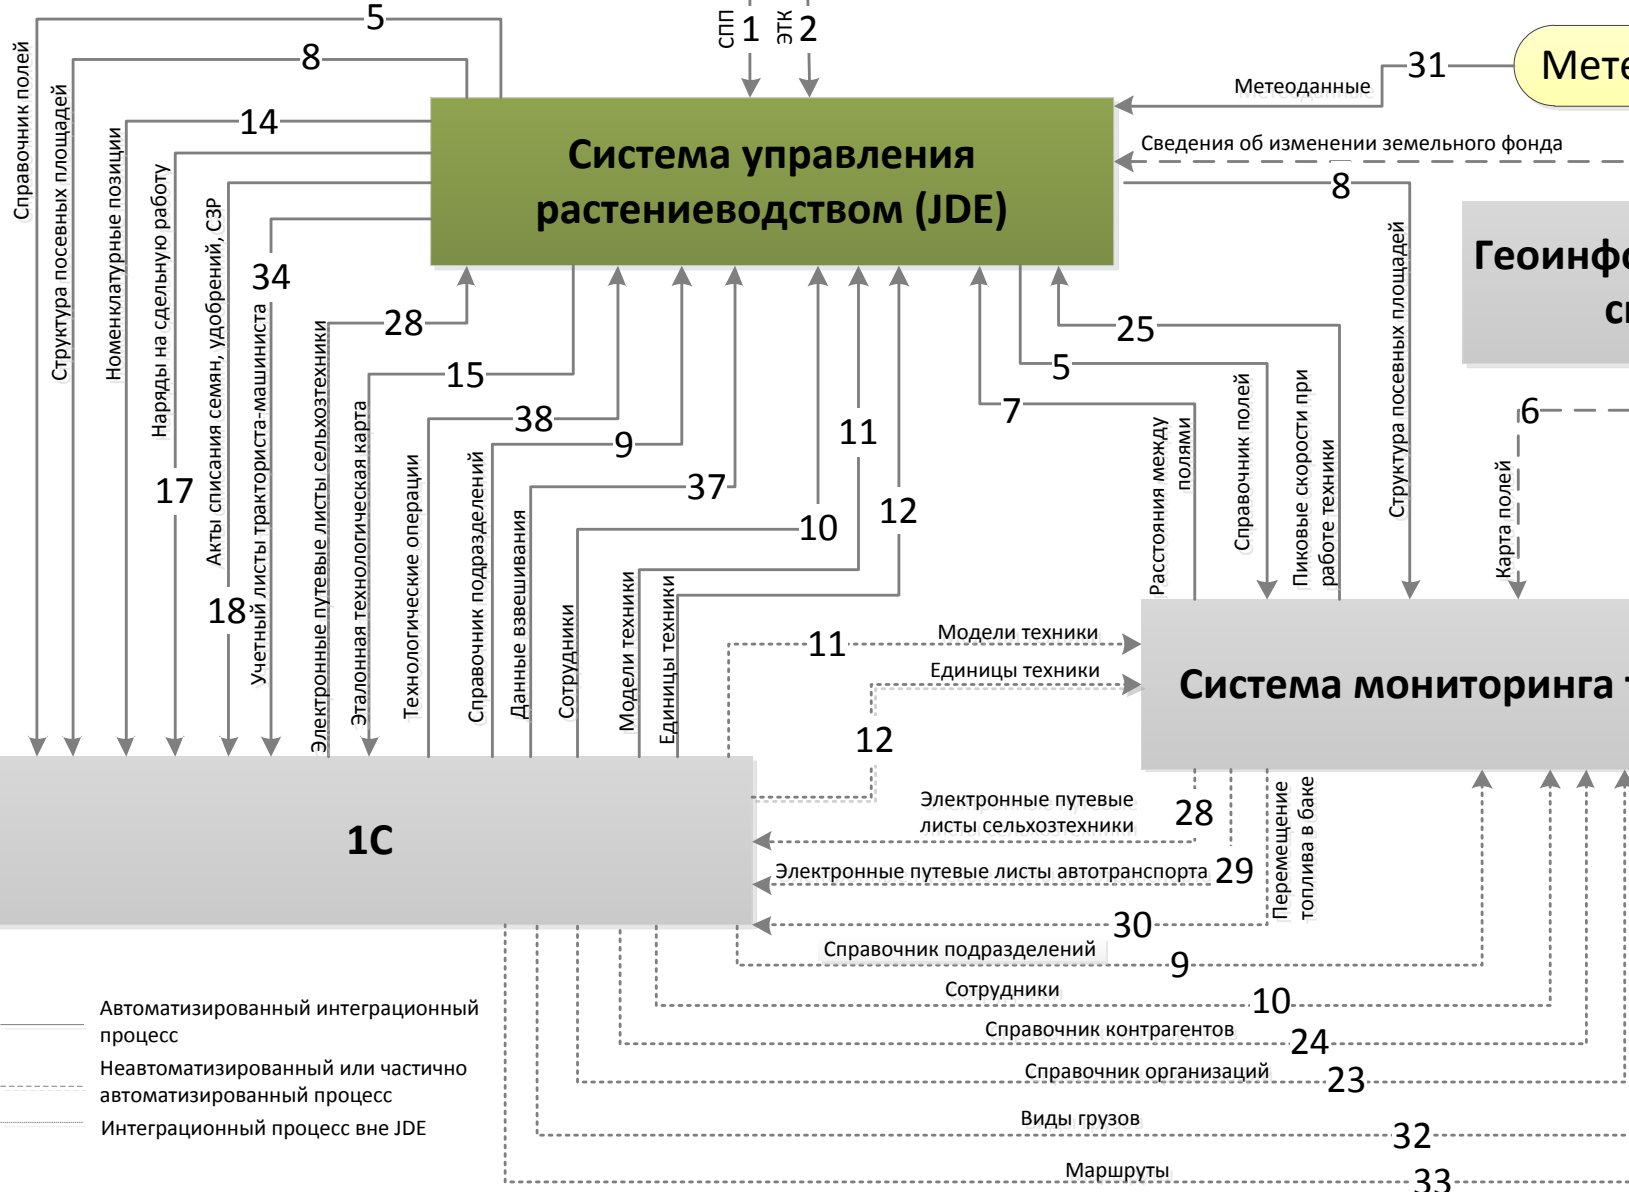 5
8
14
СПП
1
ЭТК
2
31
Мете
Метеоданные
Сведения об изменении земельного фонда
8
Система управления
растениеводством (JDE)
Справочник полей
Структура посевных площадей
Номенклатурные позиции
Наряды на сдельную работу
17
Акты списания семян, удобрений, СЗР
18
34
Учетный листы тракториста-машиниста
Электронные путевые листы сельхозтехники
28
Эталонная технологическая карта
15
Технологические операции
38
Справочник подразделений
9
Данные взвешивания
37
Сотрудники
10
Модели техники
11
Единицы техники
12
7
Расстояния между
полями
5
Справочник полей
25
Пиковые скорости при
работе техники
Структура посевных площадей
Геоинфо
си
6
Карта полей
11
Модели техники
Единицы техники
12
Система мониторинга т
1С
Электронные путевые
листы сельхозтехники
28
Электронные путевые листы автотранспорта
29
Перемещение
топлива в баке
30
Справочник подразделений
9
Сотрудники
10
Справочник контрагентов
24
Справочник организаций
23
Виды грузов
32
Маршруты
33
Автоматизированный интеграционный
процесс
Неавтоматизированный или частично
автоматизированный процесс
Интеграционный процесс вне JDE